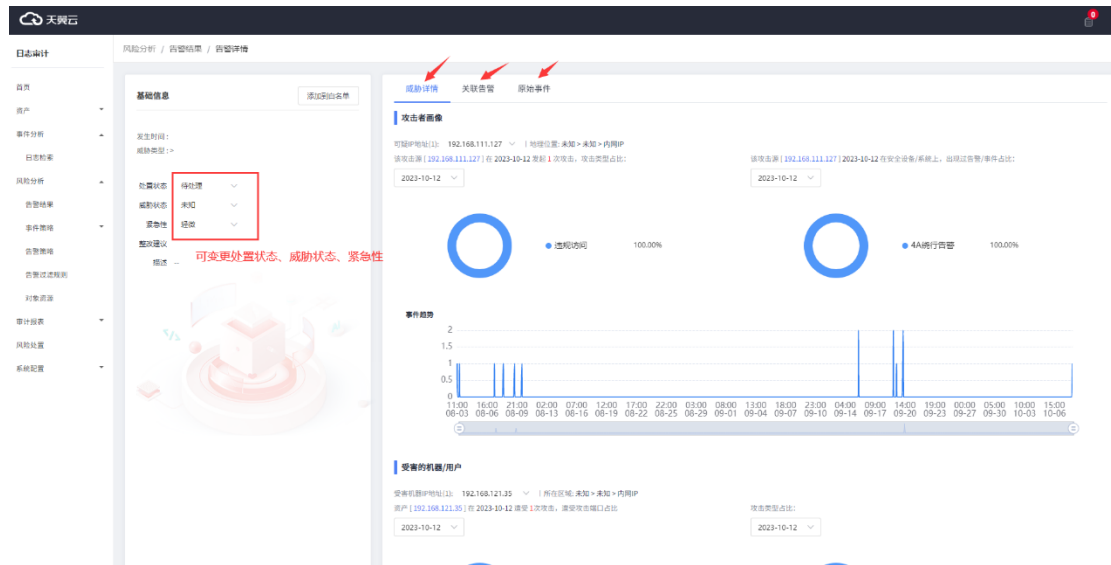 天翼云
0
日志审计
风险分析 / 告警结果 / 告警详情
首页
资产
事件分析
日志检索
风险分析
告警结果
事件策略
告警策略
告警过滤规则
对象资源
审计报表
风险处置
系统配置
基础信息
添加到白名单
发生时间：
威胁类型：>
处置状态 待处理
威胁状态 未知
紧急性 轻微
整改建议
描述 --
可变更处置状态、威胁状态、紧急性
威胁详情 关联告警 原始事件
攻击者画像
可疑IP地址(1): 192.168.111.127 | 地理位置: 未知 > 未知 > 内网IP
该攻击源 [ 192.168.111.127 ] 在 2023-10-12 发起 1 次攻击，攻击类型占比：
2023-10-12
违规访问 100.00%
该攻击源 [ 192.168.111.127 ] 2023-10-12 在安全设备/系统上，出现过告警/事件占比：
2023-10-12
4A绕行告警 100.00%
事件趋势
2
1.5
1
0.5
0
11:00 16:00 21:00 02:00 07:00 12:00 17:00 22:00 03:00 08:00 13:00 18:00 23:00 04:00 09:00 14:00 19:00 00:00 05:00 10:00 15:00
08-03 08-06 08-09 08-13 08-16 08-19 08-22 08-25 08-29 09-01 09-04 09-07 09-10 09-14 09-17 09-20 09-23 09-27 09-30 10-03 10-06
受害的机器/用户
受害机器IP地址(1): 192.168.121.35 | 所在区域: 未知 > 未知 > 内网IP
资产 [ 192.168.121.35 ] 在 2023-10-12 遭受 1次攻击，遭受攻击端口占比
2023-10-12
攻击类型占比：
2023-10-12